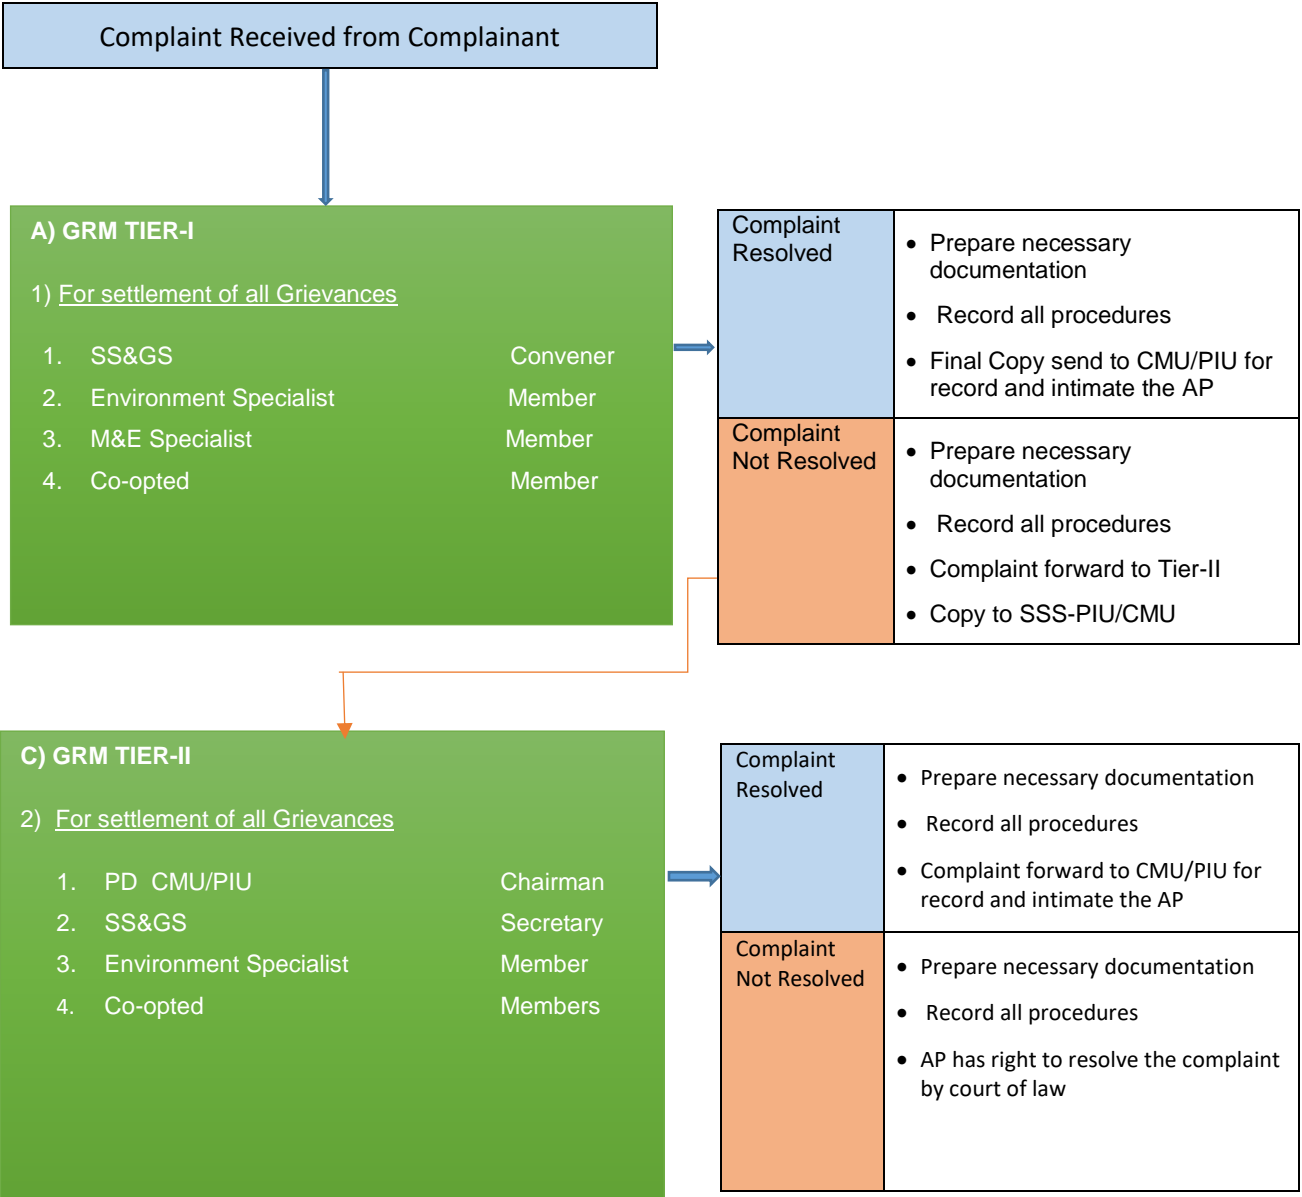 Complaint Received from Complainant
A) GRM TIER-I
1) For settlement of all Grievances
1. SS&GS Convener
2. Environment Specialist Member
3. M&E Specialist Member
4. Co-opted Member
Complaint
Resolved
• Prepare necessary
documentation
• Record all procedures
• Final Copy send to CMU/PIU for
record and intimate the AP
Complaint
Not Resolved
• Prepare necessary
documentation
• Record all procedures
• Complaint forward to Tier-II
• Copy to SSS-PIU/CMU
C) GRM TIER-II
2) For settlement of all Grievances
1. PD CMU/PIU Chairman
2. SS&GS Secretary
3. Environment Specialist Member
4. Co-opted Members
Complaint
Resolved
• Prepare necessary documentation
• Record all procedures
• Complaint forward to CMU/PIU for
record and intimate the AP
Complaint
Not Resolved
• Prepare necessary documentation
• Record all procedures
• AP has right to resolve the complaint
by court of law